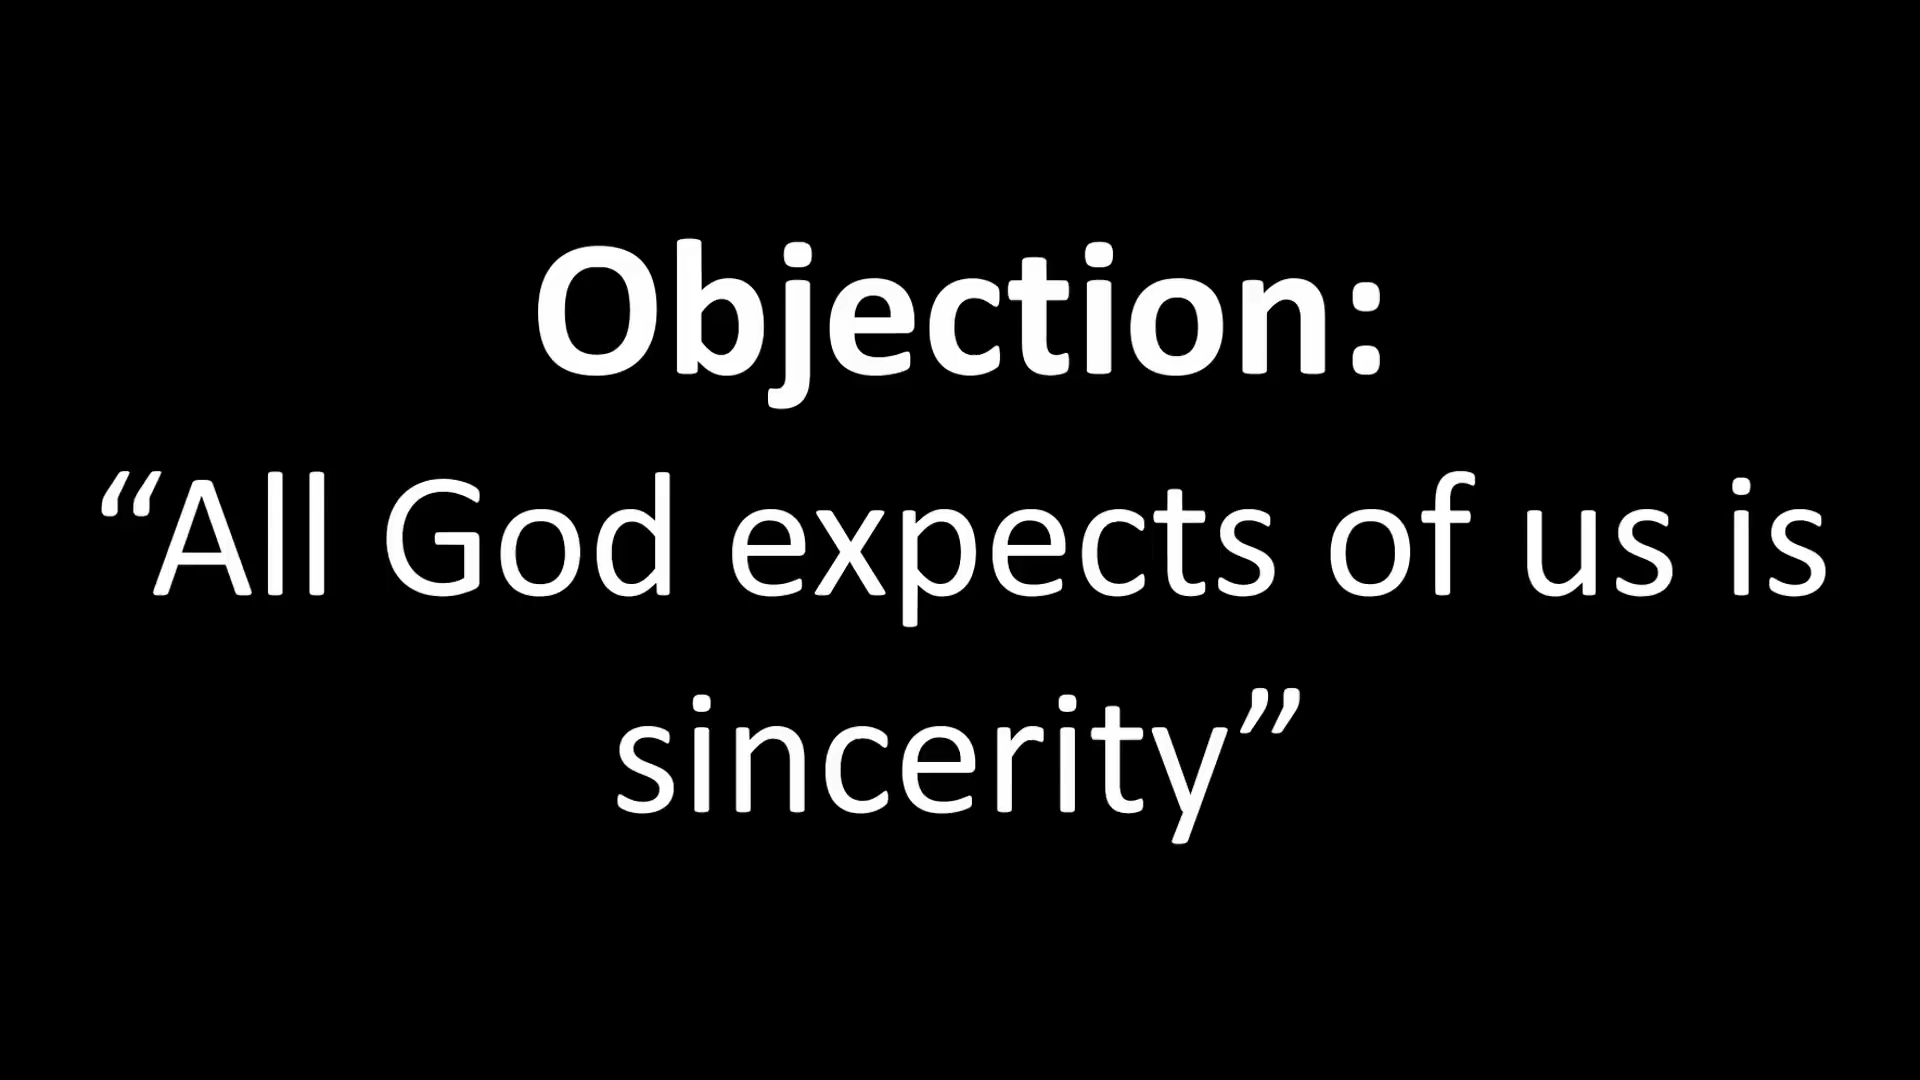 Objection:
“All God expects of us is
sincerity”